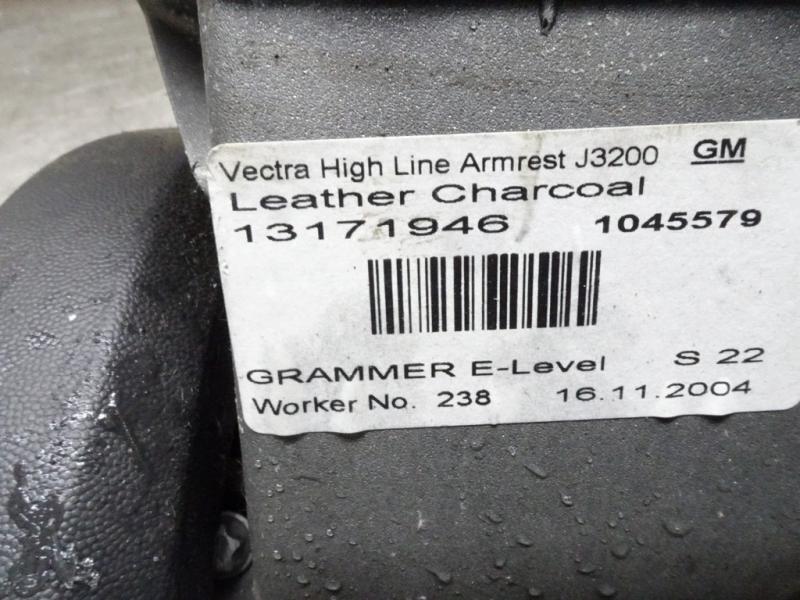 Vectra High Line Armrest J3200 GM
Leather Charcoal
13171946 1045579
GRAMMER E-Level S 22
Worker No. 238 16.11.2004